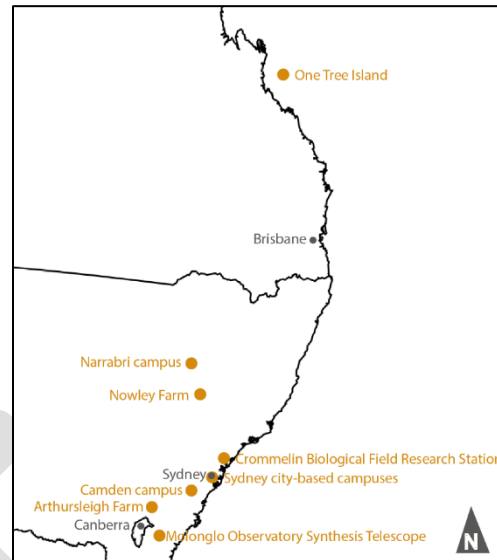 One Tree Island
Brisbane
Narrabri campus
Nowley Farm
Crommelin Biological Field Research Station
Sydney
Sydney city-based campuses
Camden campus
Arthursleigh Farm
Canberra
Molonglo Observatory Synthesis Telescope
N